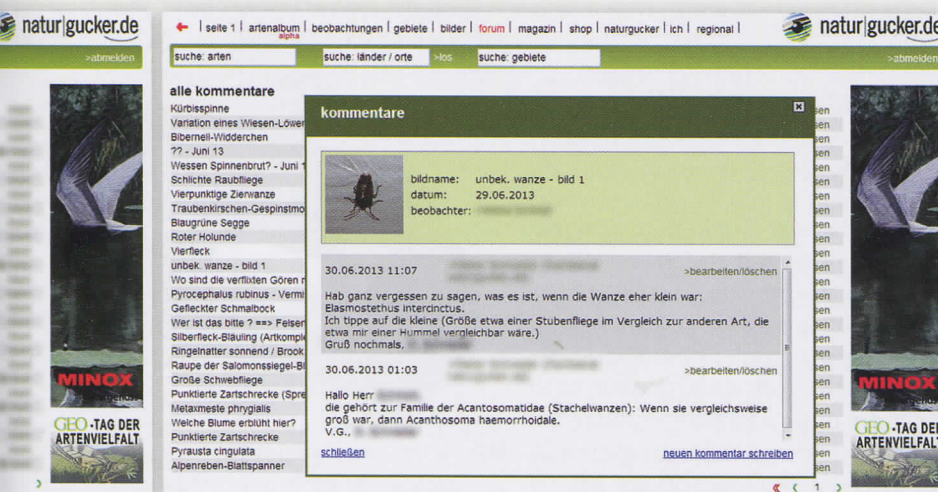 natur|gucker.de
>abmelden
MINOX
GEO-TAG DER
ARTENVIELFALT
seite 1 | artenalbum | beobachtungen | gebiete | bilder | forum | magazin | shop | naturgucker | ich | regional |
alpha
suche: arten
suche: länder / orte
>los
suche: gebiete
alle kommentare
Kürbisspinne
Variation eines Wiesen-Löwen
Bibernell-Widderchen
?? - Juni 13
Wessen Spinnenbrut? - Juni 1
Schlichte Raubfliege
Vierpunktige Zierwanze
Traubenkirschen-Gespinstmo
Blaugrüne Segge
Roter Holunde
Vierfleck
unbek. wanze - bild 1
Wo sind die verflixten Gören n
Pyrocephalus rubinus - Vermi
Gefleckter Schmalbock
Wer ist das bitte ? ==> Felsen
Silberfleck-Bläuling (Artkomple
Ringelnatter sonnend / Brook
Raupe der Salomonssiegel-Bl
Große Schwebfliege
Punktierte Zartschrecke (Spre
Metaxmeste phrygialis
Welche Blume erblüht hier?
Punktierte Zartschrecke
Pyrausta cingulata
Alpenreben-Blattspanner
kommentare
bildname: unbek. wanze - bild 1
datum: 29.06.2013
beobachter:
30.06.2013 11:07
>bearbeiten/löschen
Hab ganz vergessen zu sagen, was es ist, wenn die Wanze eher klein war:
Elasmostethus interinctus.
Ich tippe auf die kleine (Größe etwa einer Stubenfliege im Vergleich zur anderen Art, die
etwa mir einer Hummel vergleichbar wäre.)
Gruß nochmals,
30.06.2013 01:03
>bearbeiten/löschen
Hallo Herr
die gehört zur Familie der Acantosomatidae (Stachelwanzen): Wenn sie vergleichsweise
groß war, dann Acanthosoma haemorrhoidale.
V.G.,
schließen
neuen kommentar schreiben
1
natur|gucker.de
>abmelden
MINOX
GEO-TAG DER
ARTENVIELFALT